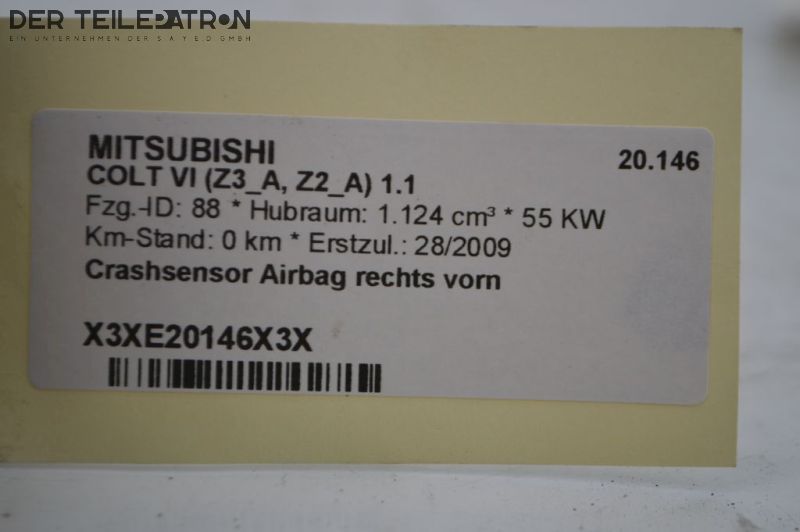 DER TEILEPATRON
EIN UNTERNEHMEN DER SAYED GMBH
MITSUBISHI
20.146
COLT VI (Z3_A, Z2_A) 1.1
Fzg.-ID: 88 * Hubraum: 1.124 cm³ * 55 KW
Km-Stand: 0 km * Erstzul.: 28/2009
Crashsensor Airbag rechts vorn
X3XE20146X3X